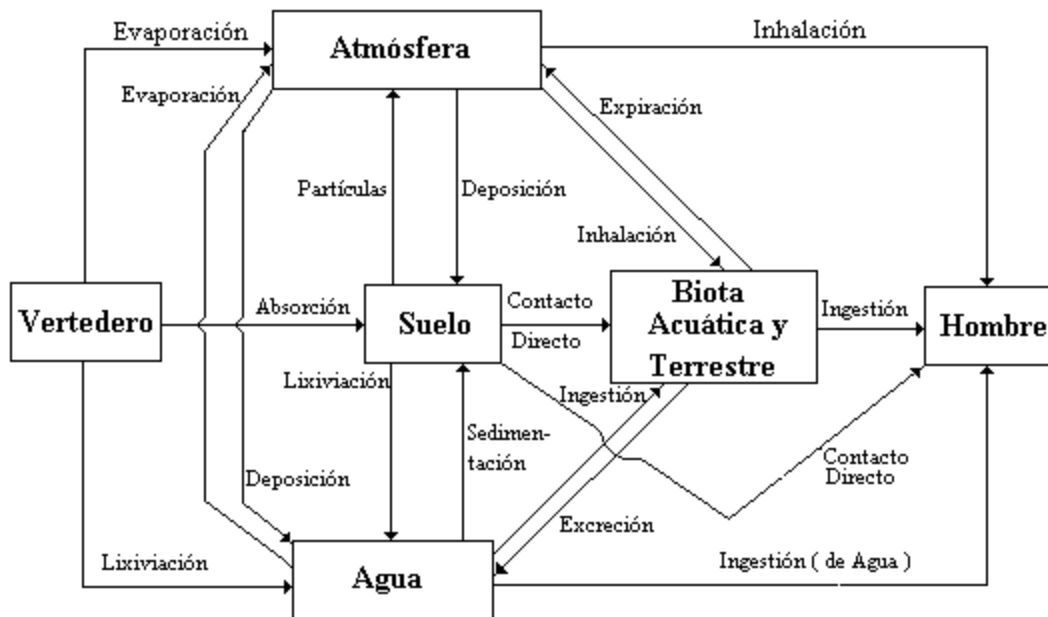 Evaporación
Atmósfera
Inhalación
Evaporación
Expiración
Partículas
Deposición
Inhalación
Vertedero
Absorción
Suelo
Contacto
Directo
Biota
Acuática y
Terrestre
Ingestión
Hombre
Lixiviación
Ingestión
Sedimen-
tación
Deposición
Contacto
Directo
Excreción
Lixiviación
Agua
Ingestión ( de Agua )